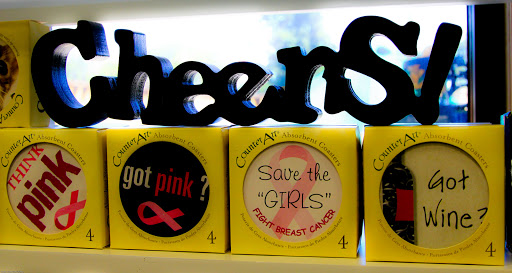 CheerS!
CounterArt Absorbent Coasters
THINK
pink
4
CounterArt Absorbent Coasters
got pink ?
4
CounterArt Absorbent Coasters
Save the
"GIRLS"
FIGHT BREAST CANCER
4
CounterArt Absorbent Coasters
Got
Wine?
4